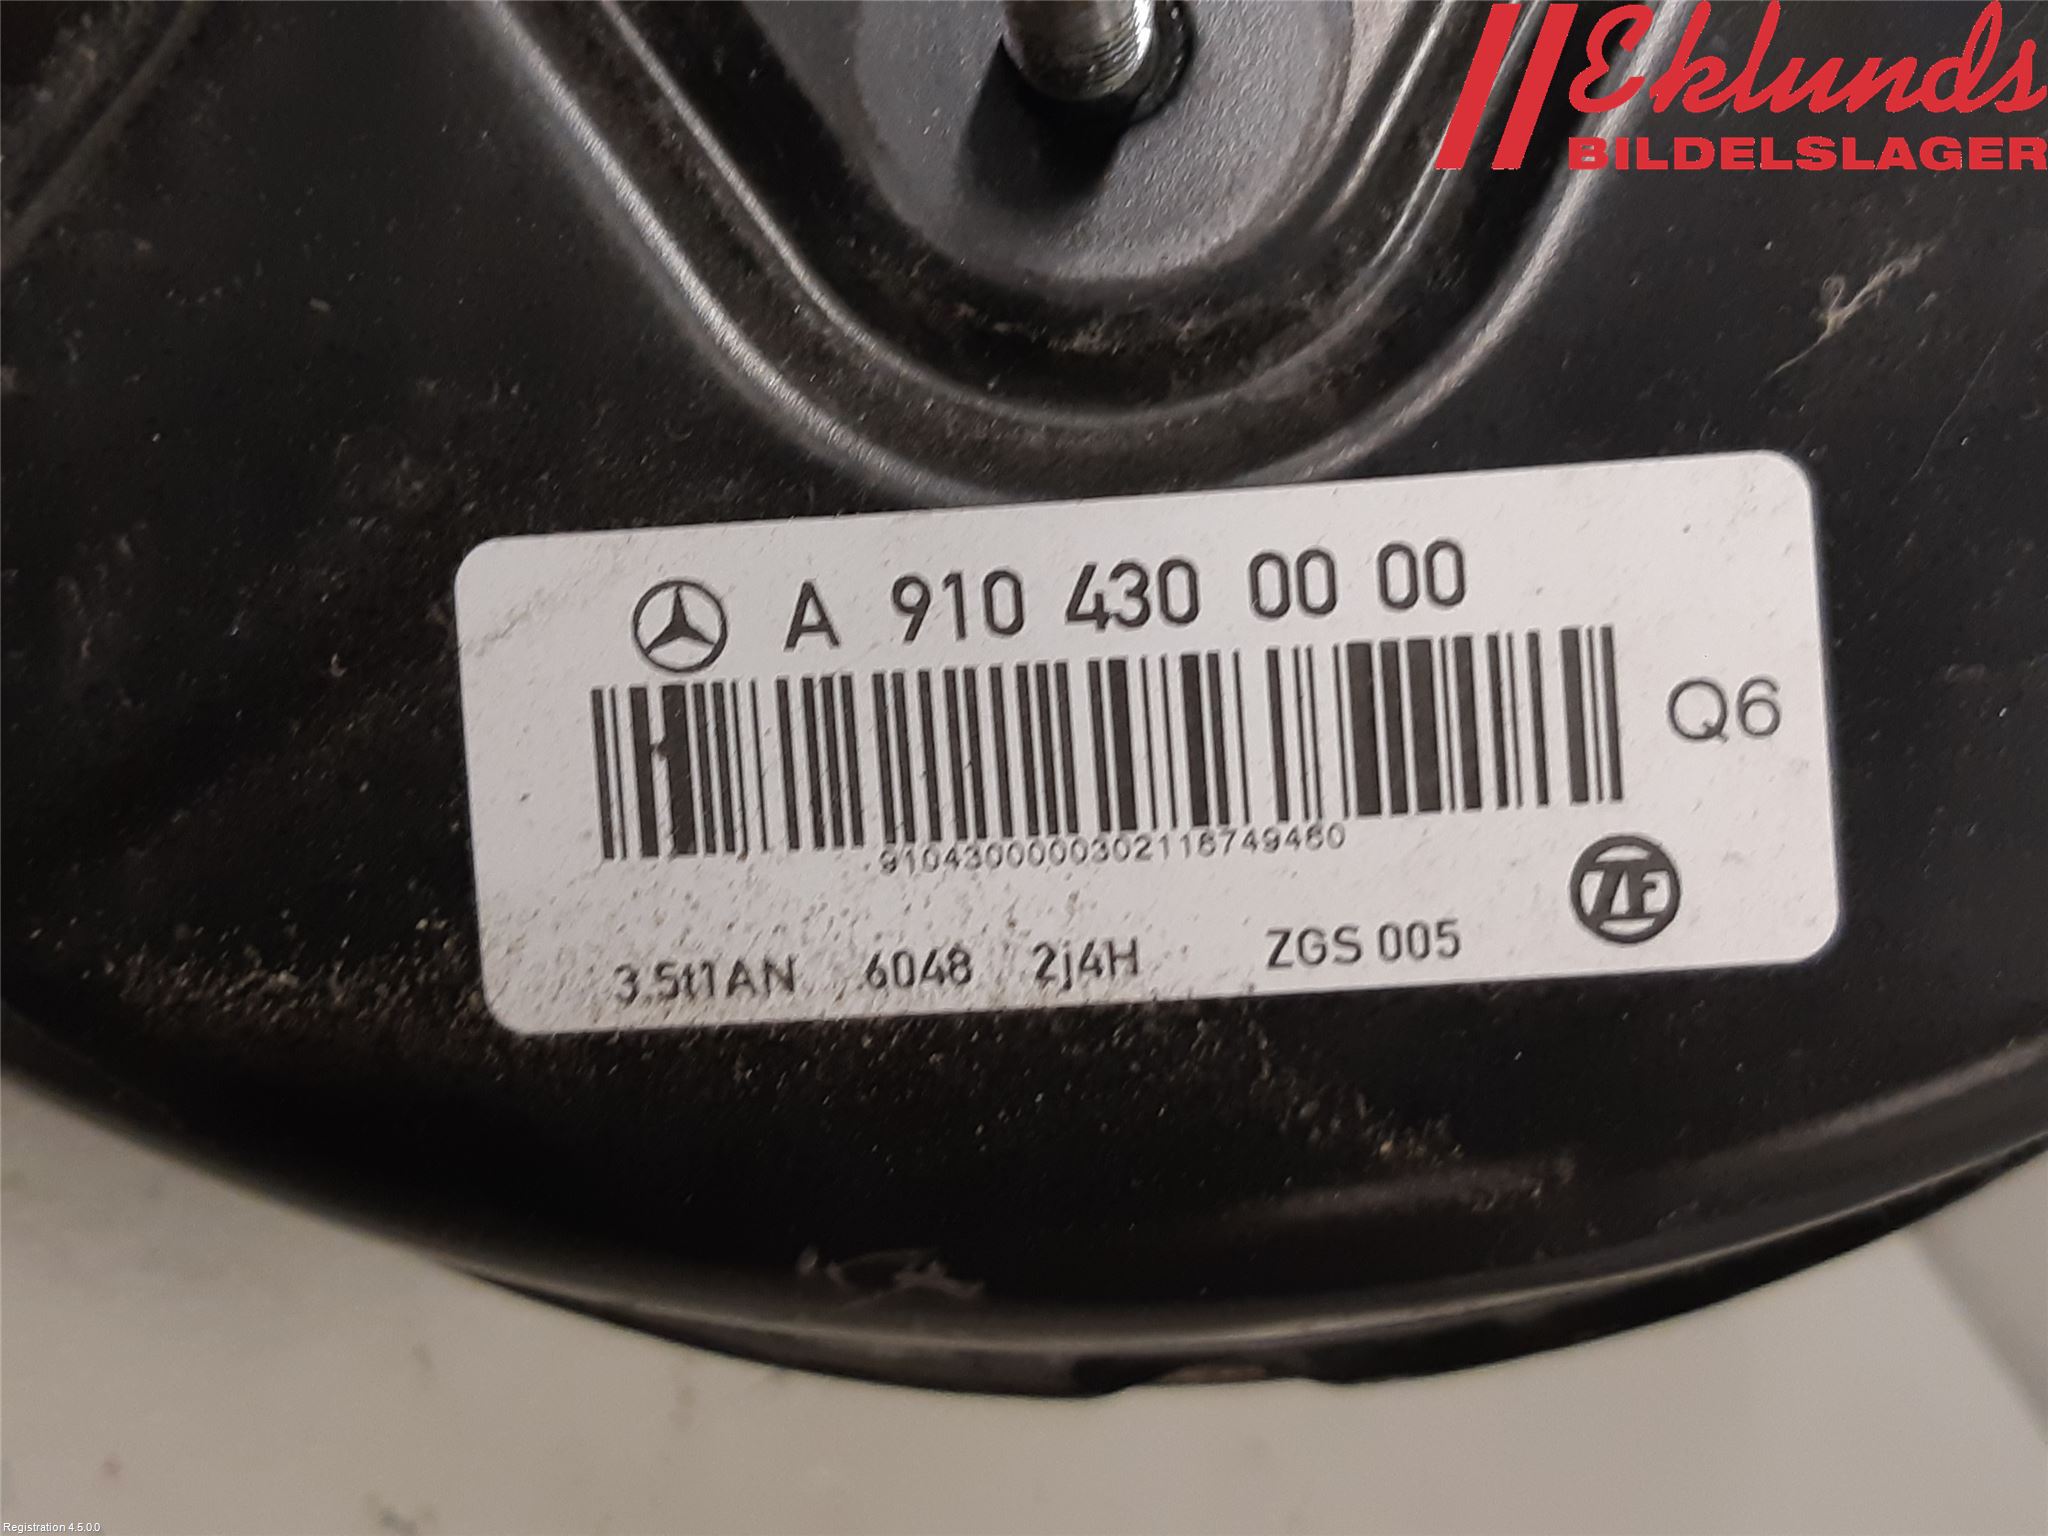 Eklunds
BILDELSLAGER
A 910 430 00 00
Q6
9104300000302116749460
ZF
3.5t1AN 6048 2j4H ZGS 005
Registration 4.5.0.0